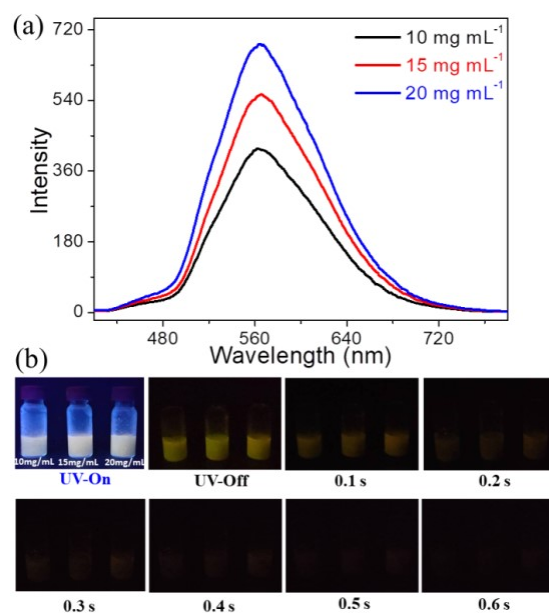 (a)
720
540
360
180
0
Intensity
10 mg mL⁻¹
15 mg mL⁻¹
20 mg mL⁻¹
480 560 640 720
Wavelength (nm)
(b)
10mg/mL 15mg/mL 20mg/mL
UV-On UV-Off 0.1 s 0.2 s
0.3 s 0.4 s 0.5 s 0.6 s